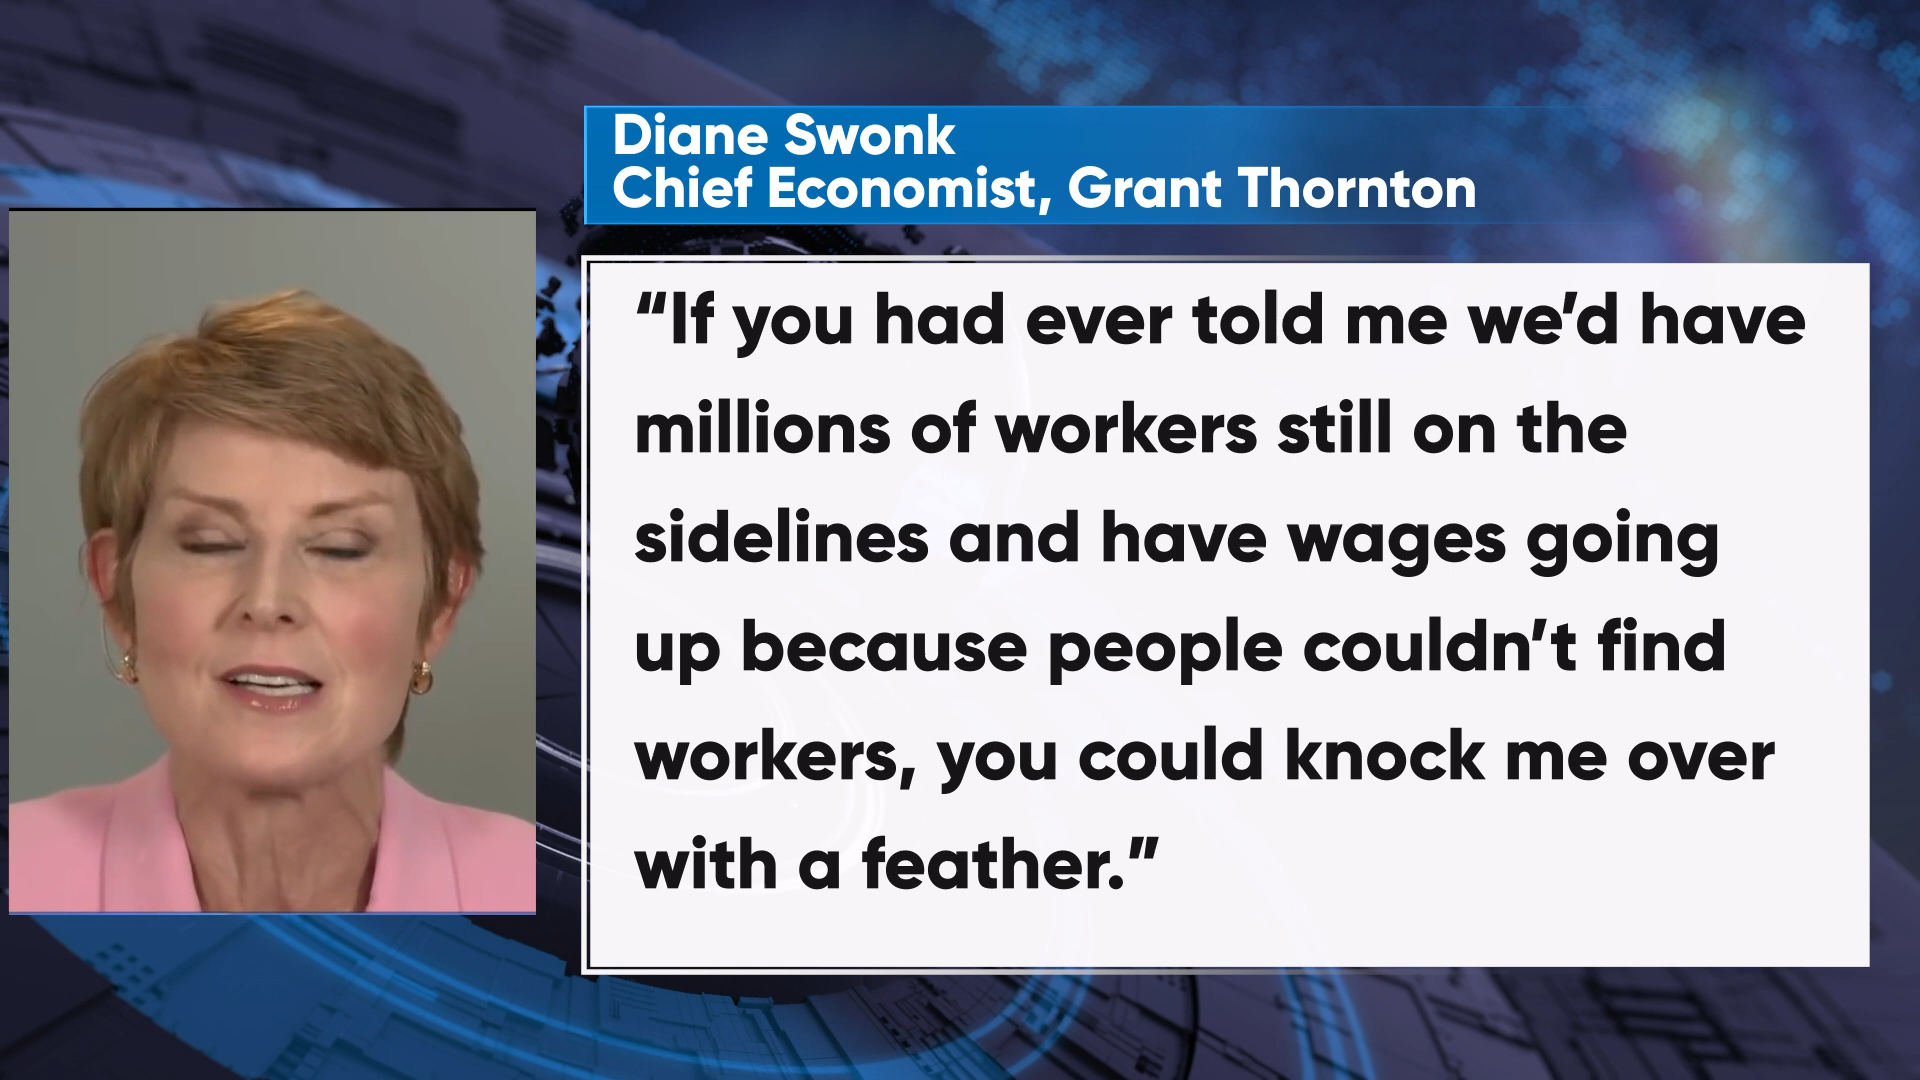 Diane Swonk
Chief Economist, Grant Thornton
“If you had ever told me we’d have
millions of workers still on the
sidelines and have wages going
up because people couldn’t find
workers, you could knock me over
with a feather.”